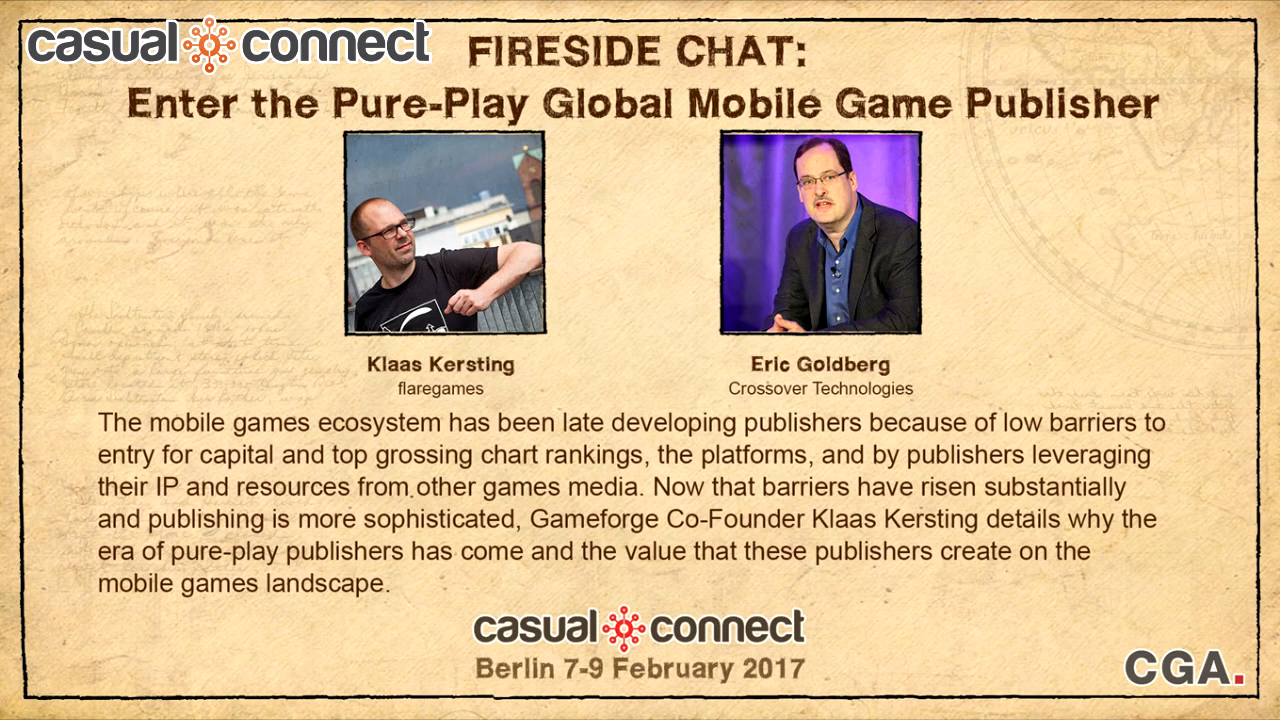 casual connect
FIRESIDE CHAT:
Enter the Pure-Play Global Mobile Game Publisher
Klaas Kersting
flaregames
Eric Goldberg
Crossover Technologies
The mobile games ecosystem has been late developing publishers because of low barriers to
entry for capital and top grossing chart rankings, the platforms, and by publishers leveraging
their IP and resources from other games media. Now that barriers have risen substantially
and publishing is more sophisticated, Gameforge Co-Founder Klaas Kersting details why the
era of pure-play publishers has come and the value that these publishers create on the
mobile games landscape.
casual connect
Berlin 7-9 February 2017
CGA.